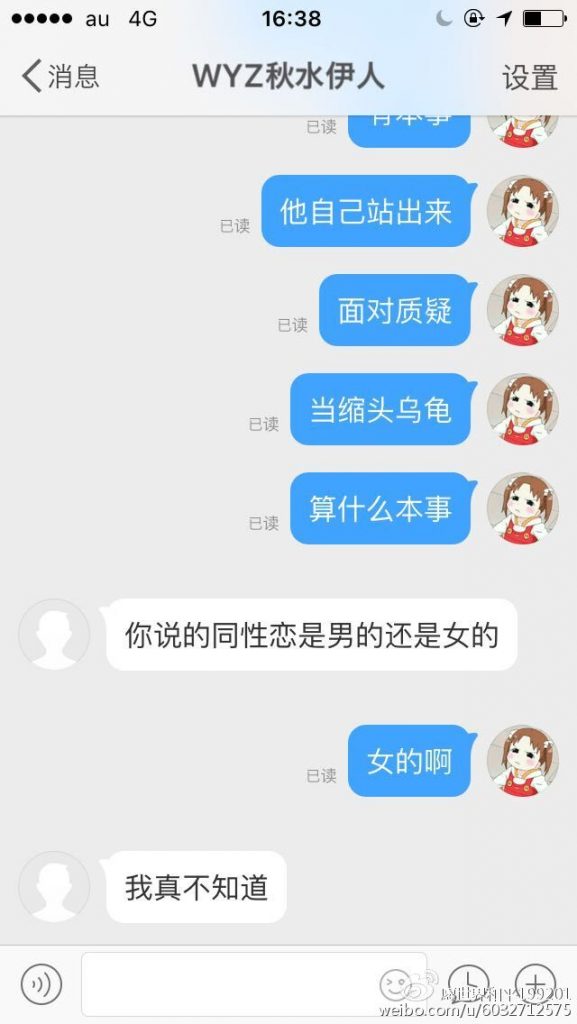 au 4G 16:38
消息 WYZ秋水伊人 设置
已读 有本事
已读 他自己站出来
已读 面对质疑
已读 当缩头乌龟
已读 算什么本事
你说的同性恋是男的还是女的
已读 女的啊
我真不知道
weibo.com/u/6032712575